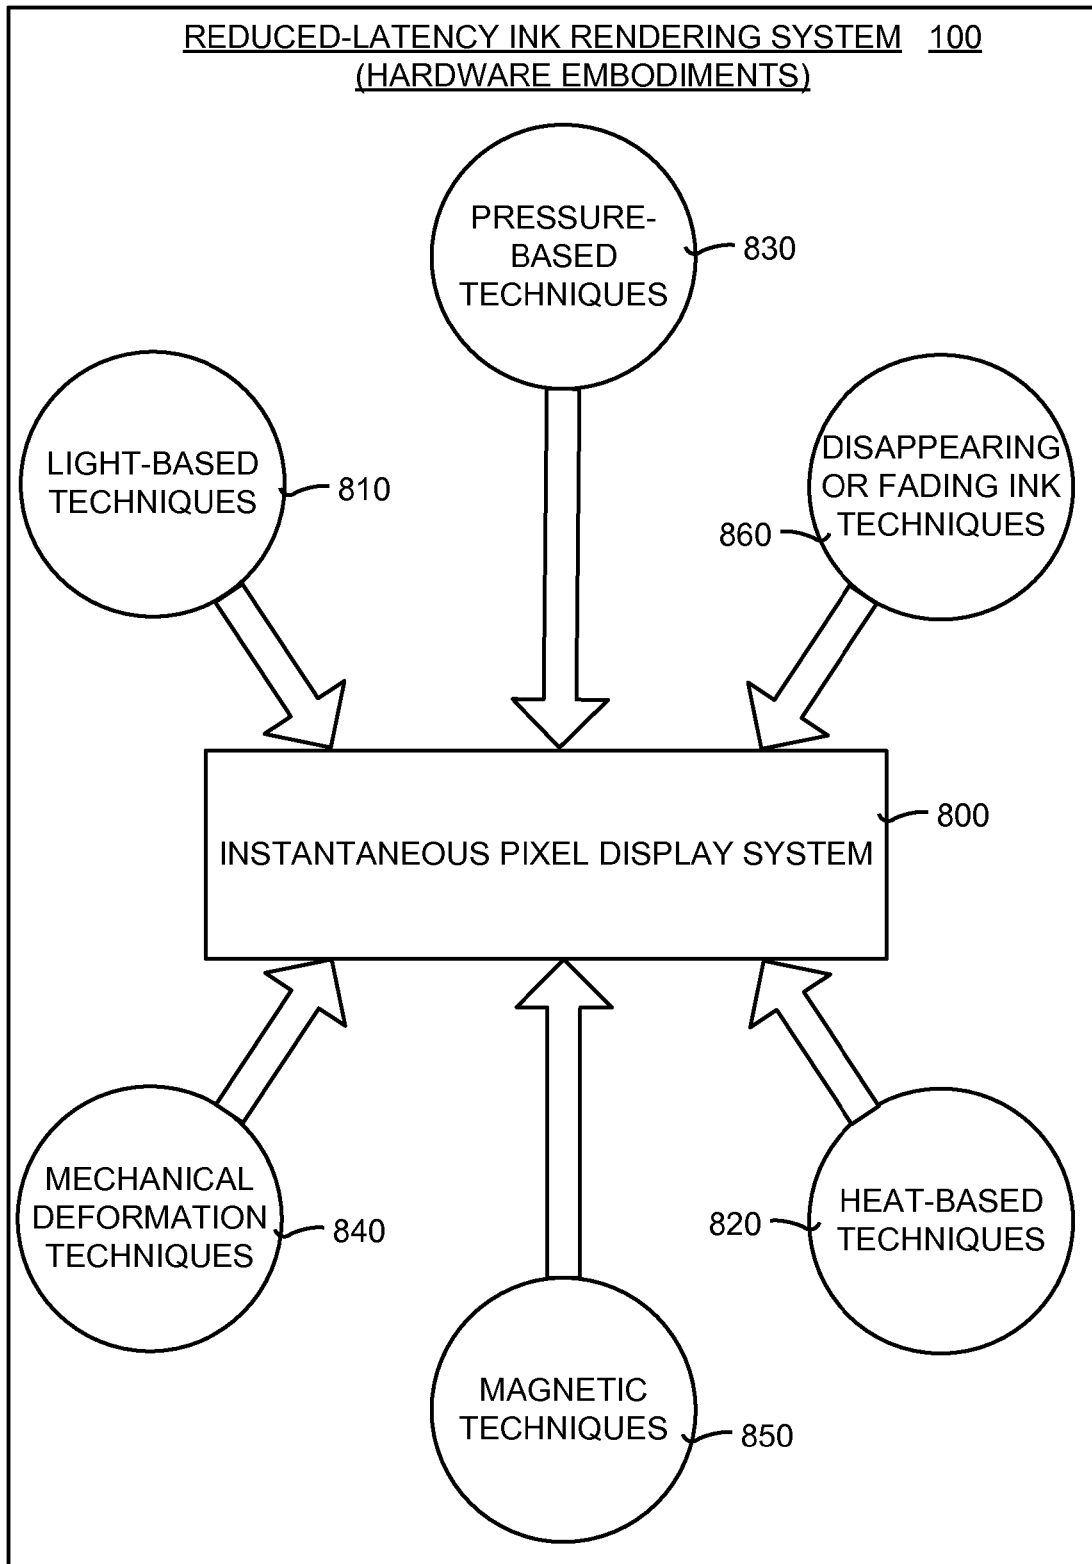 REDUCED-LATENCY INK RENDERING SYSTEM 100
(HARDWARE EMBODIMENTS)
PRESSURE-
BASED
TECHNIQUES
830
LIGHT-BASED
TECHNIQUES
810
DISAPPEARING
OR FADING INK
TECHNIQUES
860
INSTANTANEOUS PIXEL DISPLAY SYSTEM
800
MECHANICAL
DEFORMATION
TECHNIQUES
840
HEAT-BASED
TECHNIQUES
820
MAGNETIC
TECHNIQUES
850